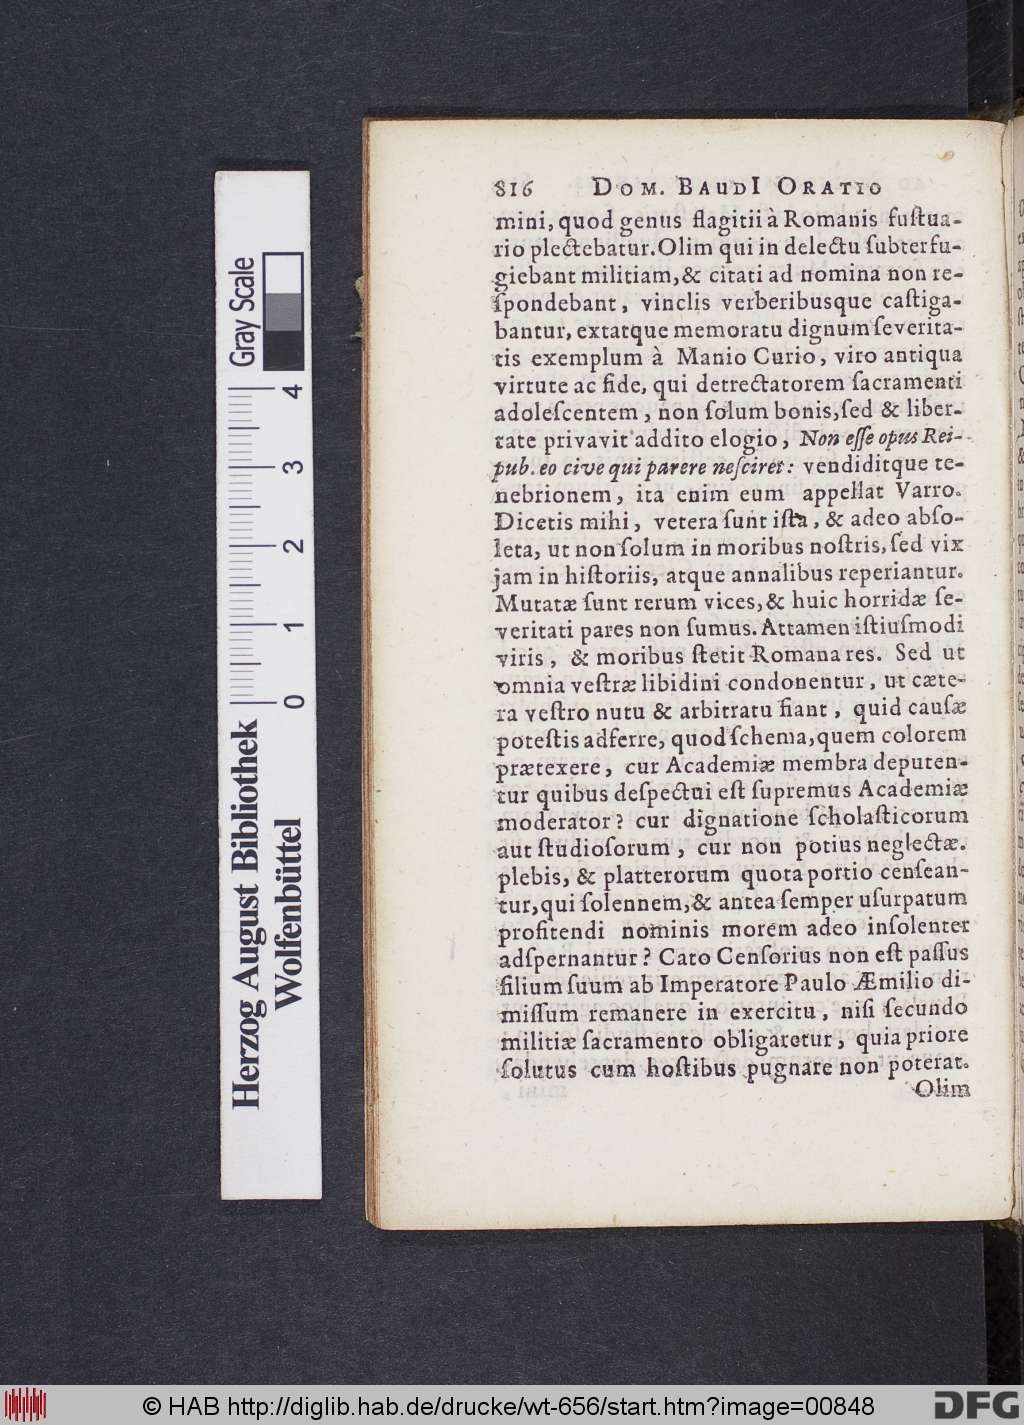 816 DOM. BAUDI ORATIO
mini, quod genus flagitii à Romanis fuſtua-
rio plectebatur. Olim qui in delectu ſubterfu-
giebant militiam, & citati ad nomina non re-
ſpondebant, vinclis verberibusque caſtiga-
bantur, extatque memoratu dignum ſeverita-
tis exemplum à Manio Curio, viro antiqua
virtute ac fide, qui detrectatorem ſacramenti
adoleſcentem, non ſolum bonis, ſed & liber-
tate privavit addito elogio, Non eſſe opus Rei-
pub. eo cive qui parere neſciret: vendiditque te-
nebrionem, ita enim eum appellat Varro.
Dicetis mihi, vetera ſunt iſta, & adeo abſo-
leta, ut non ſolum in moribus noſtris, ſed vix
jam in hiſtoriis, atque annalibus reperiantur.
Mutatæ ſunt rerum vices, & huic horridæ ſe-
veritati pares non ſumus. Attamen iſtiuſmodi
viris, & moribus ſtetit Romana res. Sed ut
omnia veſtræ libidini condonentur, ut cæte-
ra veſtro nutu & arbitratu fiant, quid cauſæ
poteſtis adferre, quod ſchema, quem colorem
prætexere, cur Academiæ membra deputen-
tur quibus deſpectui eſt ſupremus Academiæ
moderator? cur dignatione ſcholaſticorum
aut ſtudioſorum, cur non potius neglectæ.
plebis, & platterorum quota portio cenſean-
tur, qui ſolennem, & antea ſemper uſurpatum
profitendi nominis morem adeo inſolenter
adſpernantur? Cato Cenſorius non eſt paſſus
filium ſuum ab Imperatore Paulo Æmilio di-
miſſum remanere in exercitu, niſi ſecundo
militiæ ſacramento obligaretur, quia priore
ſolutus cum hoſtibus pugnare non poterat.
Olim
Gray Scale
4
3
2
1
0
Herzog August Bibliothek
Wolfenbüttel
© HAB http://diglib.hab.de/drucke/wt-656/start.htm?image=00848
DFG